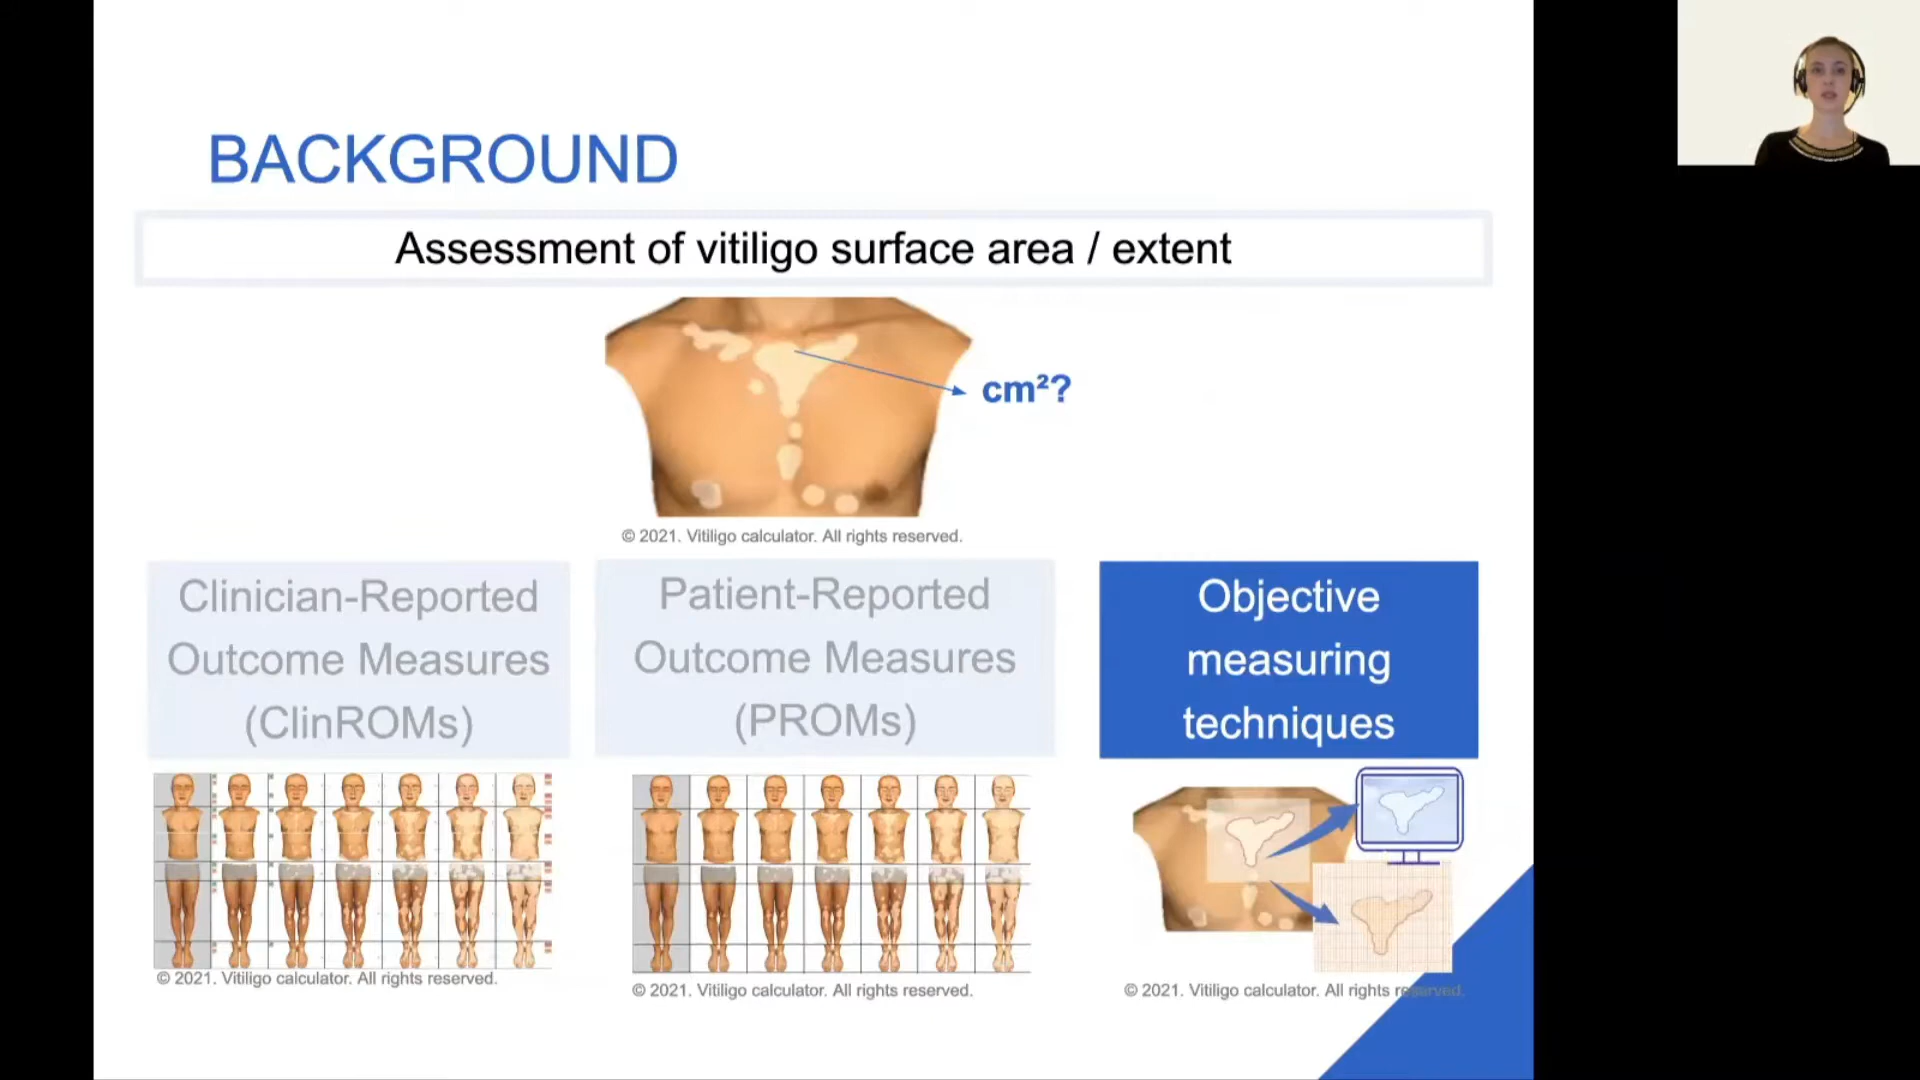 BACKGROUND
Assessment of vitiligo surface area / extent
cm²?
© 2021. Vitiligo calculator. All rights reserved.
Clinician-Reported
Outcome Measures
(ClinROMs)
Patient-Reported
Outcome Measures
(PROMs)
Objective
measuring
techniques
© 2021. Vitiligo calculator. All rights reserved.
© 2021. Vitiligo calculator. All rights reserved.
© 2021. Vitiligo calculator. All rights reserved.